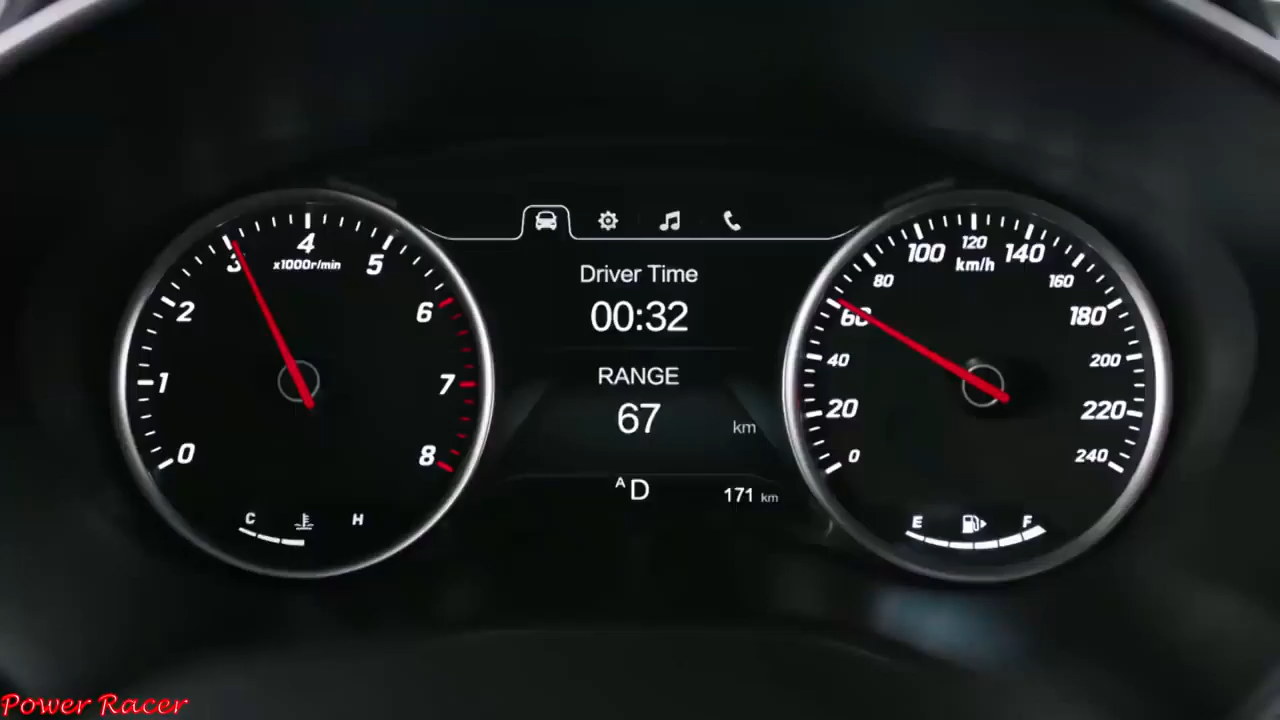 Driver Time
00:32
RANGE
67
km
A D
171 km
0
1
2
3
4
5
6
7
8
x1000r/min
C
H
0
20
40
60
80
100
120
140
160
180
200
220
240
km/h
E
F
Power Racer